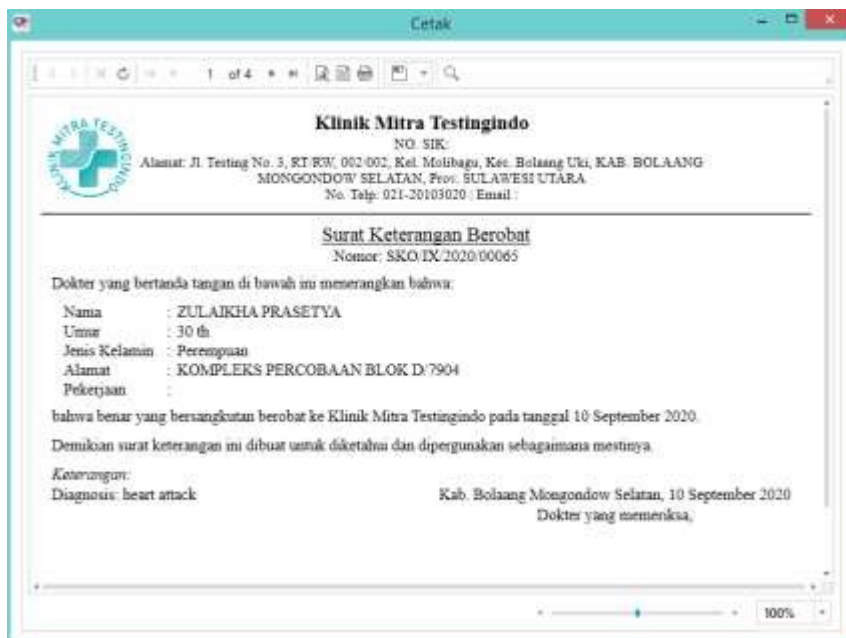 Cetak
1 of 4
KLINIK MITRA TESTINGINDO
Klinik Mitra Testingindo
NO. SIK:
Alamat: Jl. Testing No. 3, RT/RW, 002/002, Kel. Molibagu, Kec. Bolaang Uki, KAB. BOLAANG
MONGONDOW SELATAN, Prov. SULAWESI UTARA
No. Telp: 021-20103020 | Email :
Surat Keterangan Berobat
Nomor: SKO/IX/2020/00065
Dokter yang bertanda tangan di bawah ini menerangkan bahwa:
Nama : ZULAIKHA PRASETYA
Umur : 30 th
Jenis Kelamin : Perempuan
Alamat : KOMPLEKS PERCOBAAN BLOK D/7904
Pekerjaan :
bahwa benar yang bersangkutan berobat ke Klinik Mitra Testingindo pada tanggal 10 September 2020.
Demikian surat keterangan ini dibuat untuk diketahui dan dipergunakan sebagaimana mestinya.
Keterangan:
Diagnosis: heart attack
Kab. Bolaang Mongondow Selatan, 10 September 2020
Dokter yang memeriksa,
100%